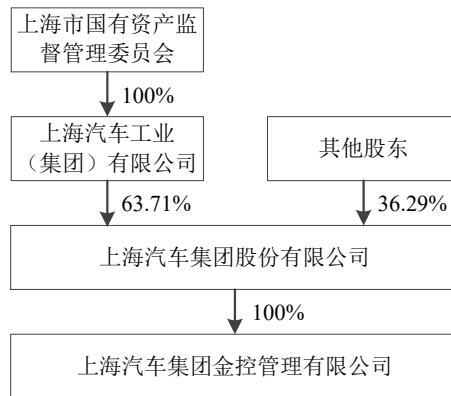 上海市国有资产监
督管理委员会
100%
上海汽车工业
（集团）有限公司
其他股东
63.71%
36.29%
上海汽车集团股份有限公司
100%
上海汽车集团金控管理有限公司